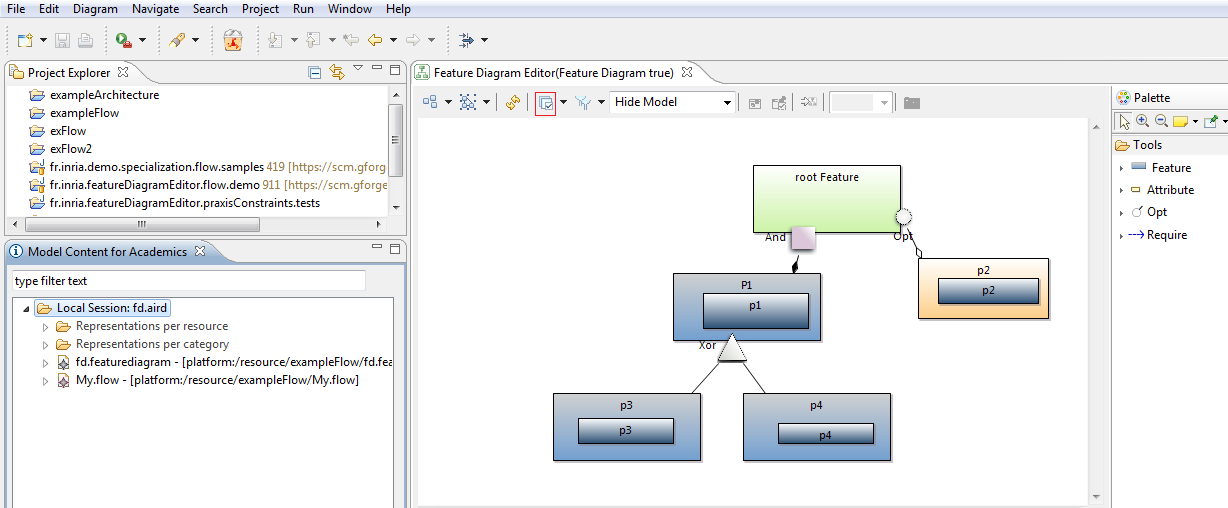 File Edit Diagram Navigate Search Project Run Window Help
Project Explorer
exampleArchitecture
exampleFlow
exFlow
exFlow2
fr.inria.demo.specialization.flow.samples 419 [https://scm.gforge
fr.inria.featureDiagramEditor.flow.demo 911 [https://scm.gforge
fr.inria.featureDiagramEditor.praxisConstraints.tests
Model Content for Academics
type filter text
Local Session: fd.aird
Representations per resource
Representations per category
fd.featurediagram - [platform:/resource/exampleFlow/fd.fea
My.flow - [platform:/resource/exampleFlow/My.flow]
Feature Diagram Editor(Feature Diagram true)
Hide Model
root Feature
And
Opt
P1
p1
p2
p2
Xor
p3
p3
p4
p4
Palette
Tools
Feature
Attribute
Opt
Require